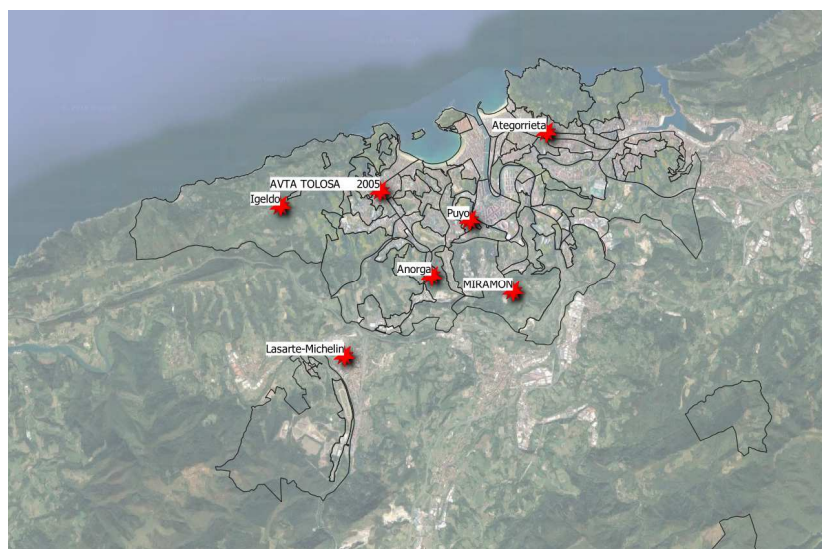 Ategorrieta
AVTA TOLOSA 2005
Igeldo
Puyo
Anorga
MIRAMON
Lasarte-Michelin